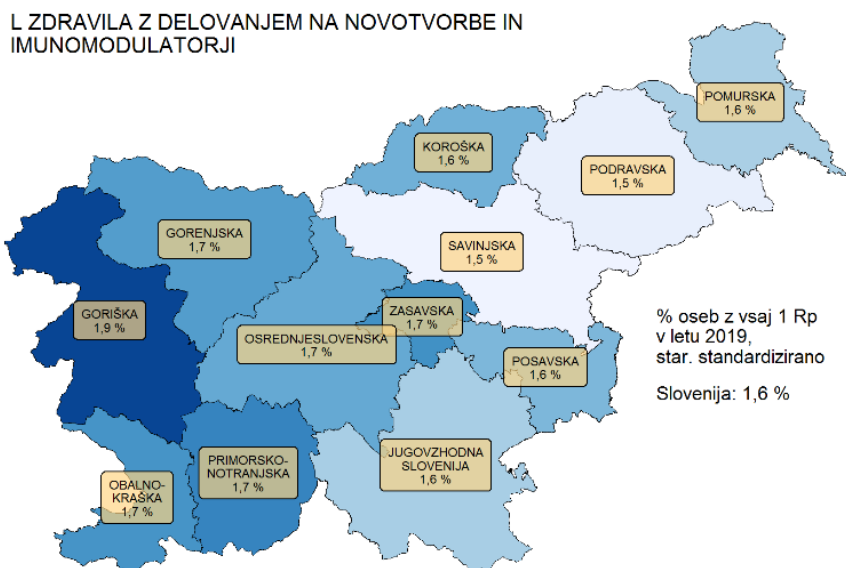 L ZDRAVILA Z DELOVANJEM NA NOVOTVORBE IN
IMUNOMODULATORJI
POMURSKA
1,6 %
KOROŠKA
1,6 %
PODRAVSKA
1,5 %
GORENJSKA
1,7 %
SAVINJSKA
1,5 %
GORIŠKA
1,9 %
ZASAVSKA
1,7 %
OSREDNJESLOVENSKA
1,7 %
POSAVSKA
1,6 %
% oseb z vsaj 1 Rp
v letu 2019,
star. standardizirano
Slovenija: 1,6 %
JUGOVZHODNA
SLOVENIJA
1,6 %
PRIMORSKO-
NOTRANJSKA
1,7 %
OBALNO-
KRAŠKA
1,7 %